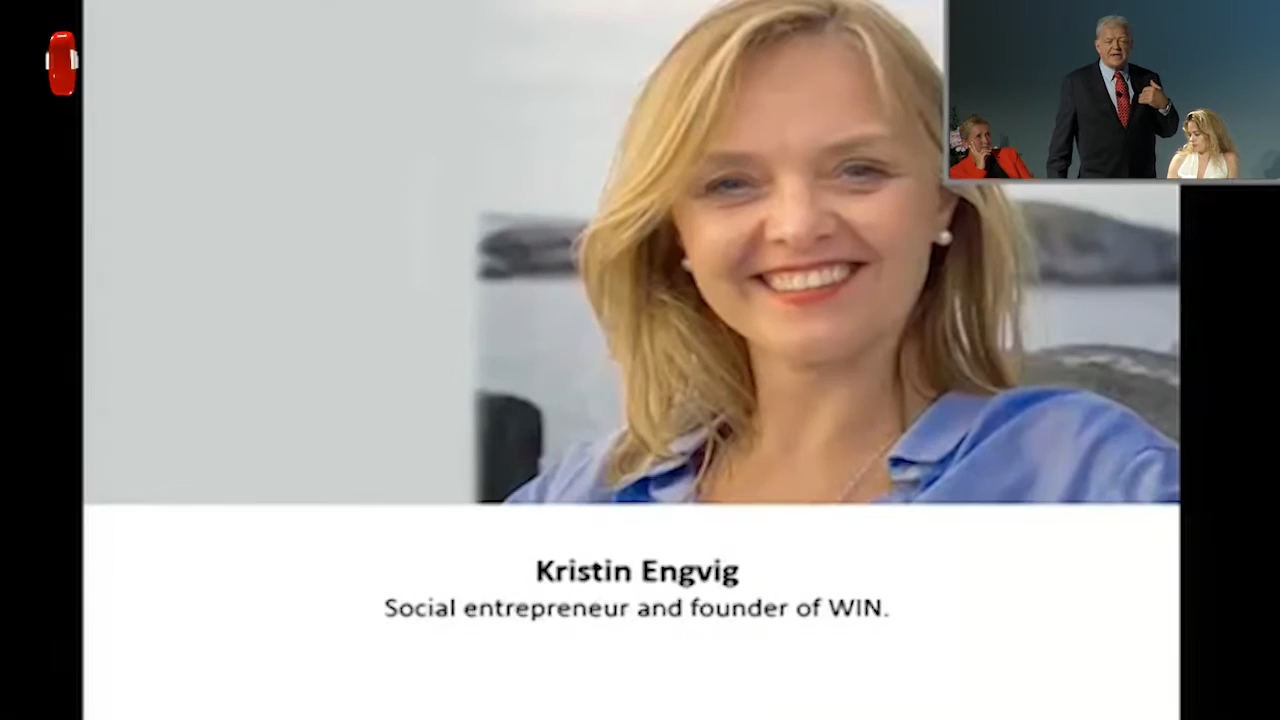 Kristin Engvig
Social entrepreneur and founder of WIN.